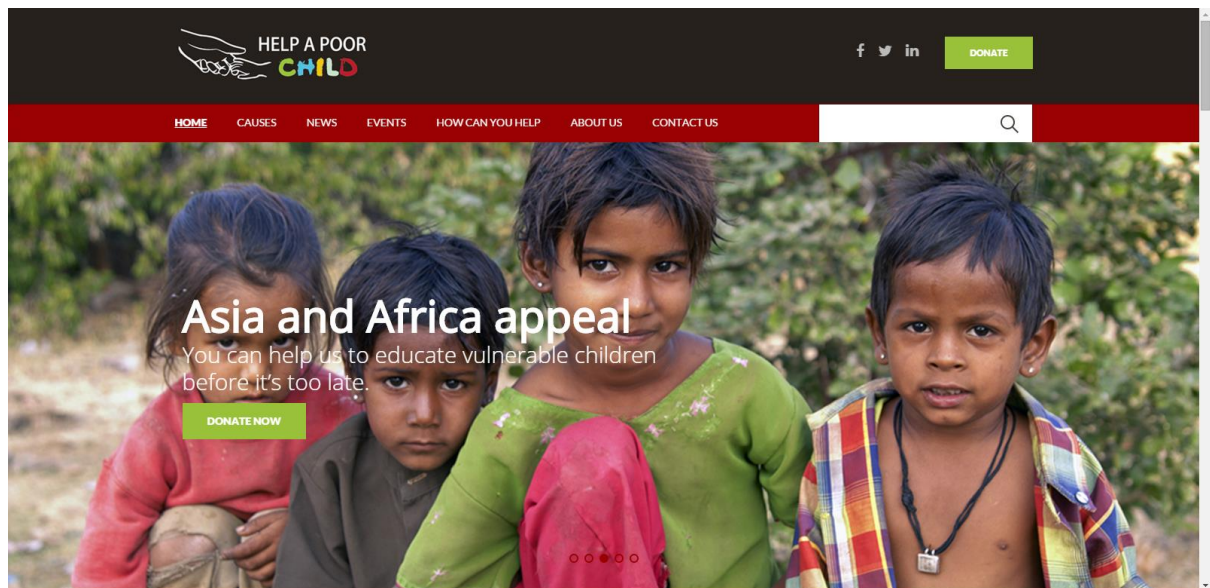 HELP A POOR
CHILD
DONATE
HOME CAUSES NEWS EVENTS HOW CAN YOU HELP ABOUT US CONTACT US
Asia and Africa appeal
You can help us to educate vulnerable children
before it's too late.
DONATE NOW